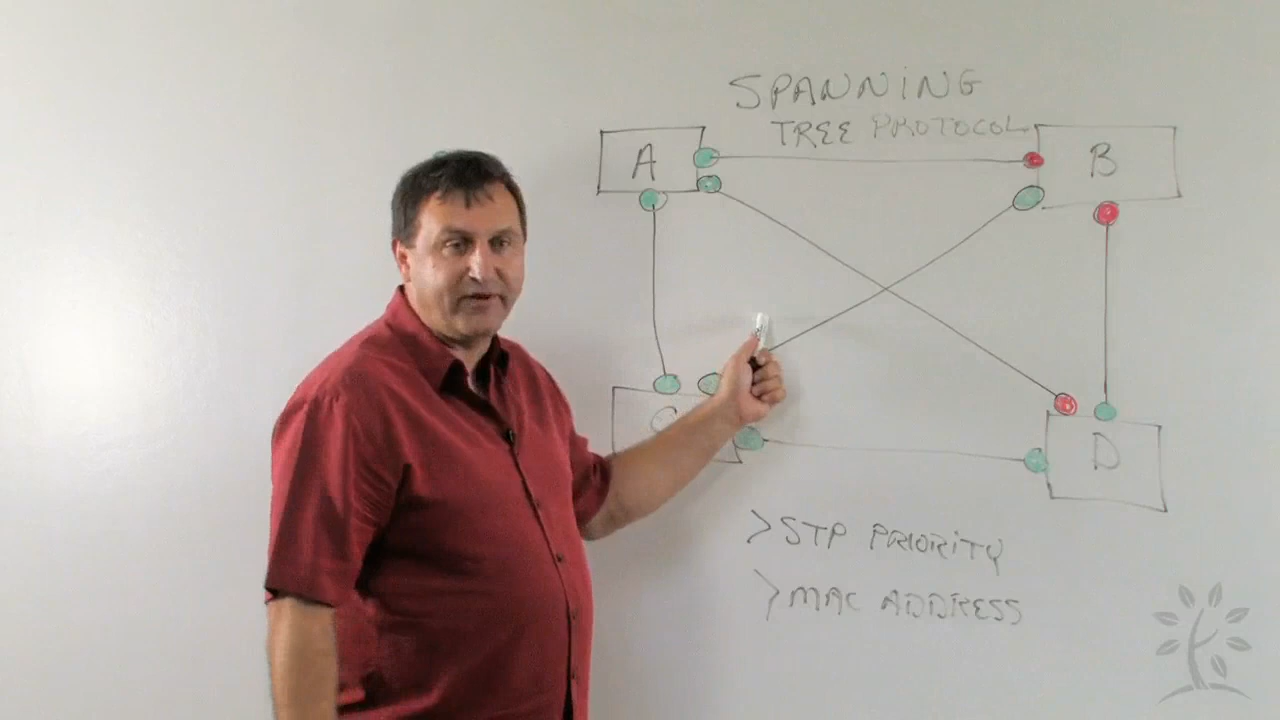 SPANNING
TREE PROTOCOL
A
B
C
D
>STP PRIORITY
>MAC ADDRESS